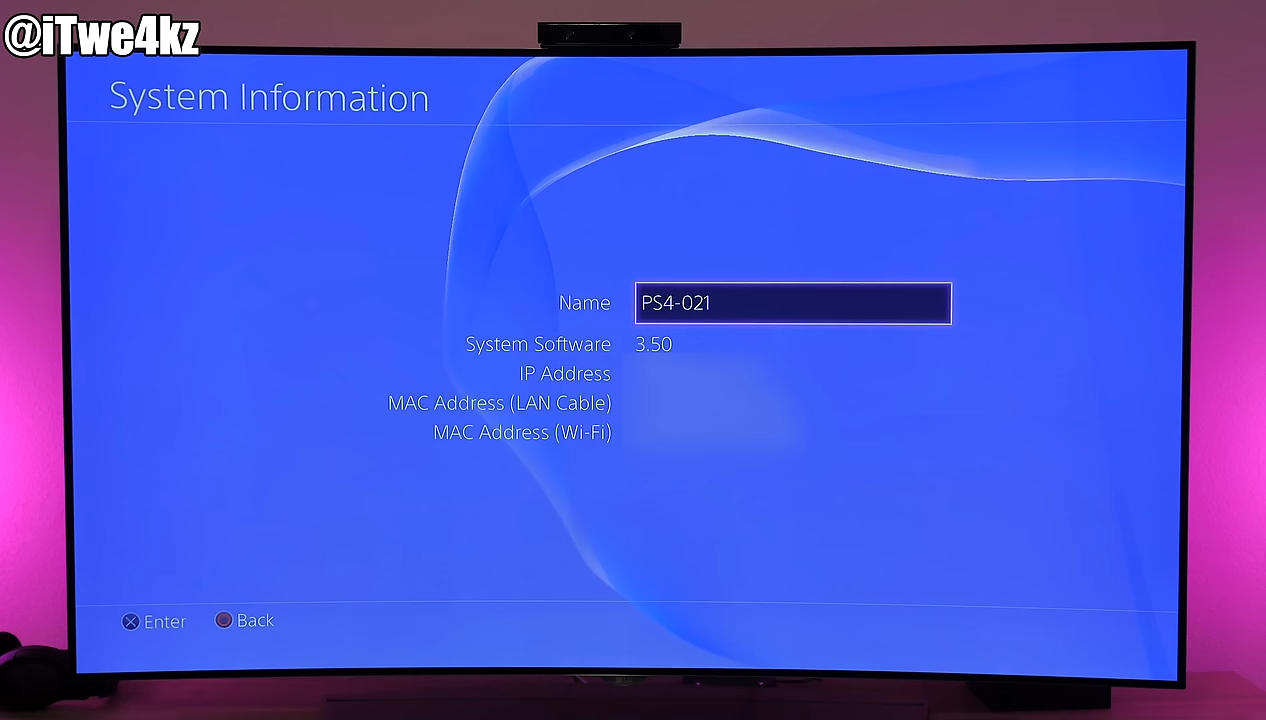 @iTwe4kz
System Information
Name PS4-021
System Software 3.50
IP Address
MAC Address (LAN Cable)
MAC Address (Wi-Fi)
Enter Back